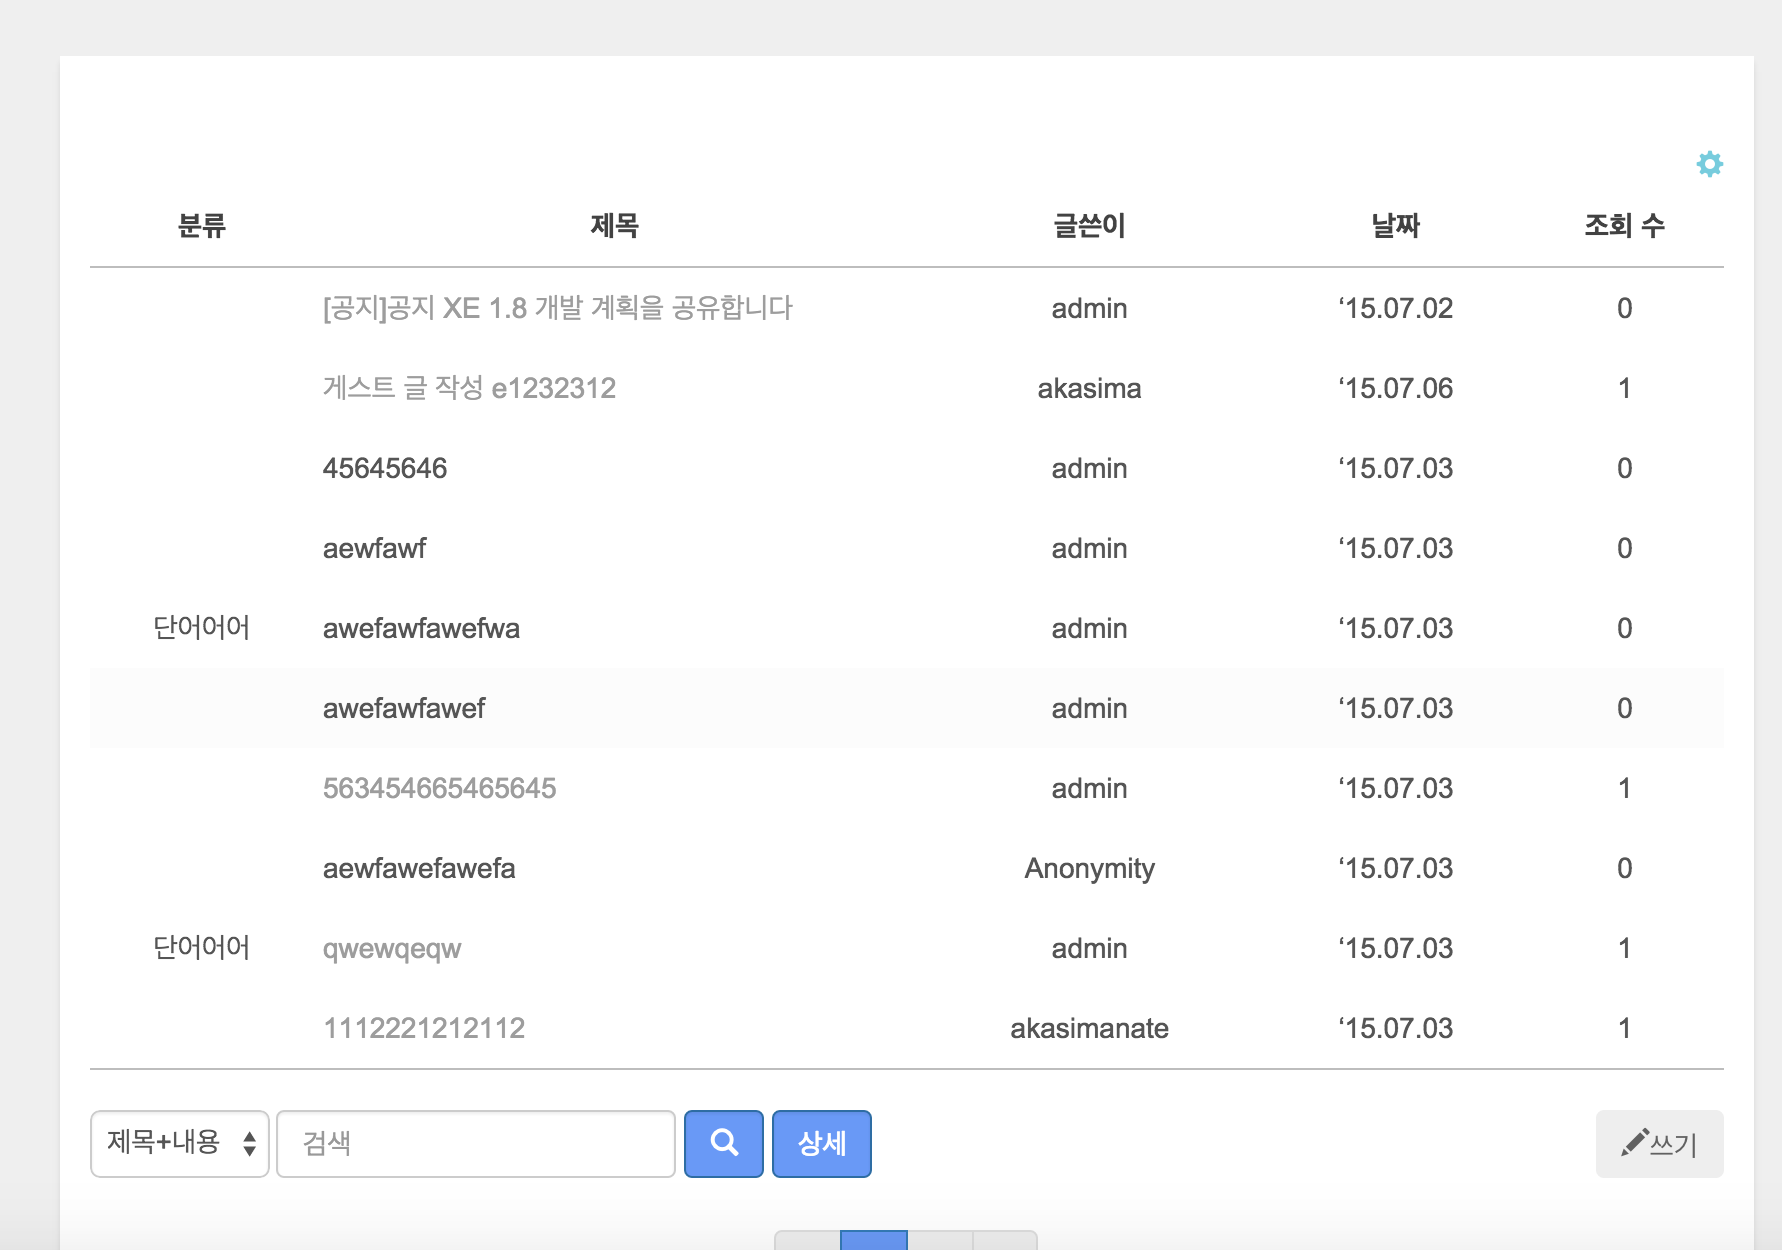 분류 제목 글쓴이 날짜 조회 수
[공지]공지 XE 1.8 개발 계획을 공유합니다 admin ‘15.07.02 0
게스트 글 작성 e1232312 akasima ‘15.07.06 1
45645646 admin ‘15.07.03 0
aewfawf admin ‘15.07.03 0
단어어어 awefawfawefwa admin ‘15.07.03 0
awefawfawef admin ‘15.07.03 0
563454665465645 admin ‘15.07.03 1
aewfawefawefa Anonymity ‘15.07.03 0
단어어어 qwewqeqw admin ‘15.07.03 1
1112221212112 akasimanate ‘15.07.03 1
제목+내용 검색 상세 쓰기